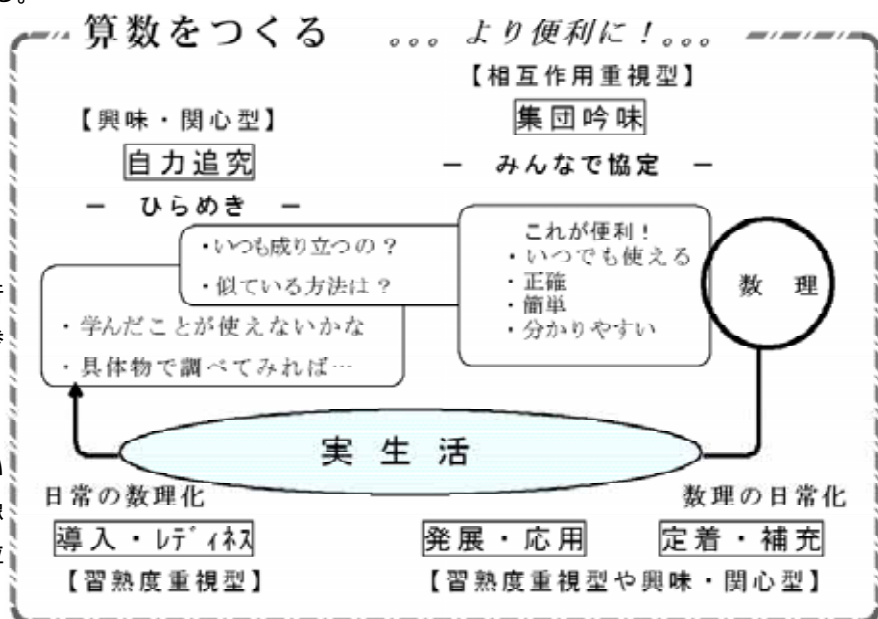 算数をつくる 。。。より便利に!。。。
【相互作用重視型】
集団吟味
－ みんなで協定 －
【興味・関心型】
自力追究
－ ひらめき －
・いつも成り立つの?
・似ている方法は?
・学んだことが使えないかな
・具体物で調べてみれば…
これが便利!
・いつでも使える
・正確
・簡単
・分かりやすい
数 理
実 生 活
日常の数理化
導入・ﾚﾃﾞｨﾈｽ
【習熟度重視型】
数理の日常化
発展・応用
定着・補充
【習熟度重視型や興味・関心型】